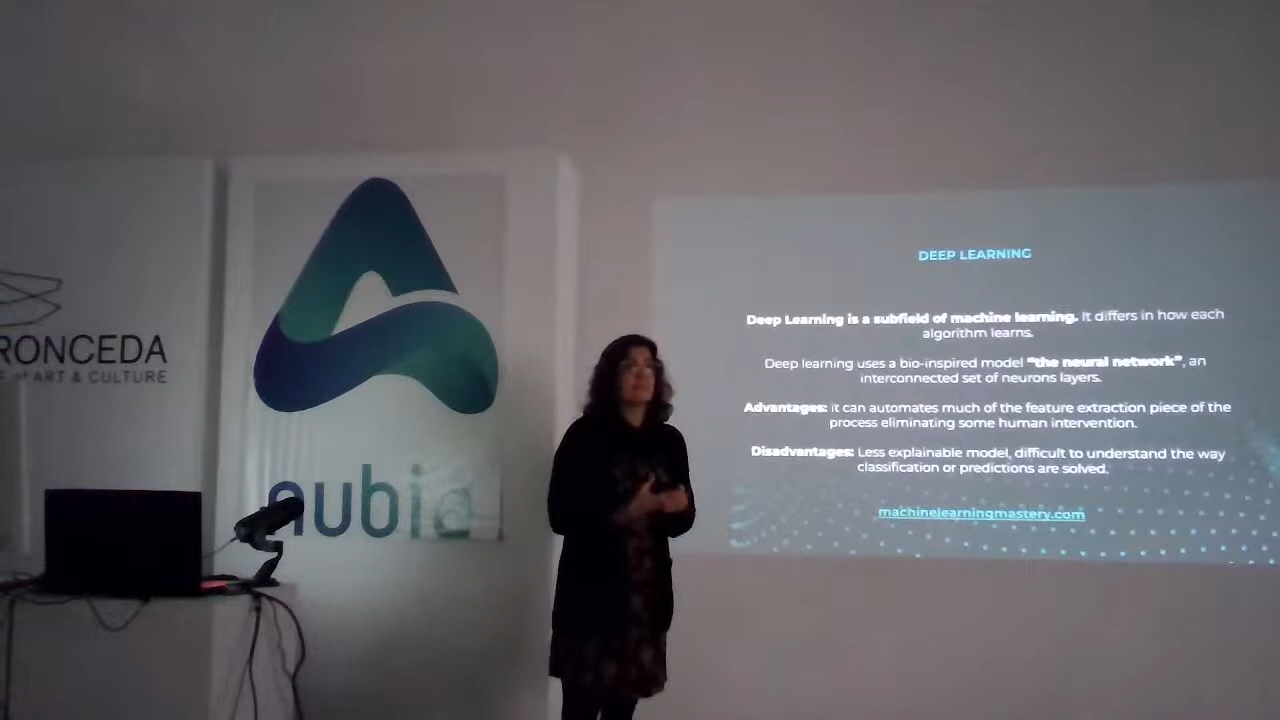 RONCEDA
ART & CULTURE
nubia
DEEP LEARNING
Deep Learning is a subfield of machine learning. It differs in how each
algorithm learns.
Deep learning uses a bio-inspired model “the neural network”, an
interconnected set of neurons layers.
Advantages: it can automates much of the feature extraction piece of the
process eliminating some human intervention.
Disadvantages: Less explainable model, difficult to understand the way
classification or predictions are solved.
machinelearningmastery.com